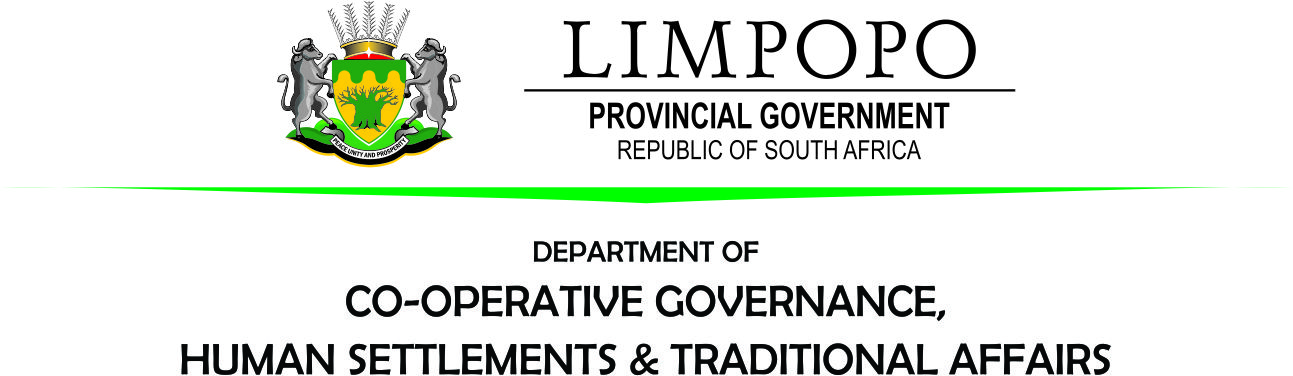 LIMPOPO
PROVINCIAL GOVERNMENT
REPUBLIC OF SOUTH AFRICA
PEACE UNITY AND PROSPERITY
DEPARTMENT OF
CO-OPERATIVE GOVERNANCE,
HUMAN SETTLEMENTS & TRADITIONAL AFFAIRS